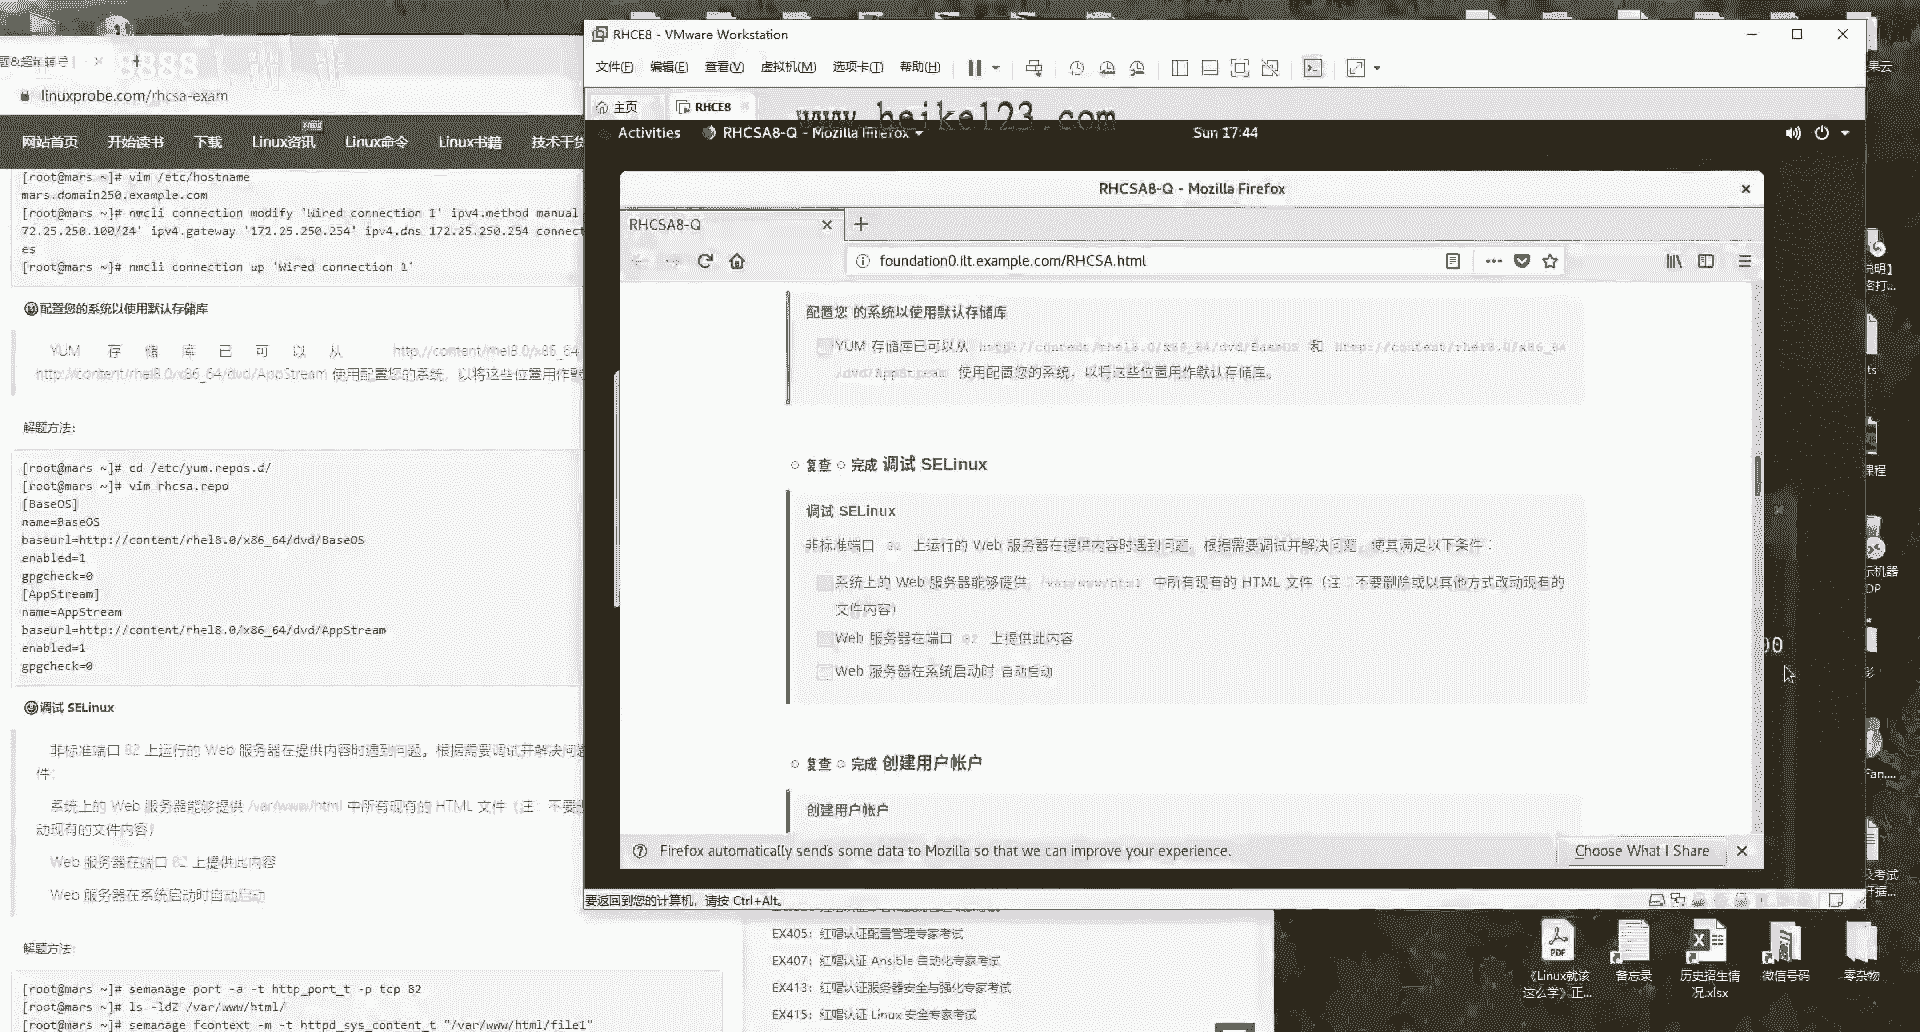 RHCE8 - VMware Workstation
文件(F) 编辑(E) 查看(V) 虚拟机(M) 选项卡(T) 帮助(H)
主页 RHCE8
www.heike123.com
Activities RHCSA8-Q - Mozilla Firefox Sun 17:44
RHCSA8-Q - Mozilla Firefox
RHCSA8-Q
foundation0.ilt.example.com/RHCSA.html
配置您 的系统以使用默认存储库
YUM 存储库已可以从 http://content/rhel8.0/x86_64/dvd/BaseOS 和 http://content/rhel8.0/x86_64
/dvd/AppStream 使用配置您的系统，以将这些位置用作默认存储库。
复查 完成 调试 SELinux
调试 SELinux
非标准端口 82 上运行的 Web 服务器在提供内容时遇到问题。根据需要调试并解决问题，使其满足以下条件：
系统上的 Web 服务器能够提供 /var/www/html 中所有现有的 HTML 文件（注：不要删除或以其他方式改动现有的
文件内容）
Web 服务器在端口 82 上提供此内容
Web 服务器在系统启动时 自动启动
复查 完成 创建用户帐户
创建用户帐户
Firefox automatically sends some data to Mozilla so that we can improve your experience.
Choose What I Share
要返回到您的计算机，请按 Ctrl+Alt。
linuxprobe.com/rhcsa-exam
网站首页 开始读书 下载 Linux资讯 Linux命令 Linux书籍 技术干货
[root@mars ~]# vim /etc/hostname
mars.domain250.example.com
[root@mars ~]# nmcli connection modify 'Wired connection 1' ipv4.method manual
72.25.250.100/24' ipv4.gateway '172.25.250.254' ipv4.dns 172.25.250.254 connect
es
[root@mars ~]# nmcli connection up 'Wired connection 1'
配置您的系统以使用默认存储库
YUM 存 储 库 已 可 以 从 http://content/rhel8.0/x86_64
http://content/rhel8.0/x86_64/dvd/AppStream 使用配置您的系统，以将这些位置用作默
解题方法:
[root@mars ~]# cd /etc/yum.repos.d/
[root@mars ~]# vim rhcsa.repo
[BaseOS]
name=BaseOS
baseurl=http://content/rhel8.0/x86_64/dvd/BaseOS
enabled=1
gpgcheck=0
[AppStream]
name=AppStream
baseurl=http://content/rhel8.0/x86_64/dvd/AppStream
enabled=1
gpgcheck=0
调试 SELinux
非标准端口 82 上运行的 Web 服务器在提供内容时遇到问题。根据需要调试并解决问题
件：
系统上的 Web 服务器能够提供 /var/www/html 中所有现有的 HTML 文件（注：不要
动现有的文件内容）
Web 服务器在端口 82 上提供此内容
Web 服务器在系统启动时自动启动
解题方法:
[root@mars ~]# semanage port -a -t http_port_t -p tcp 82
[root@mars ~]# ls -ldZ /var/www/html/
[root@mars ~]# semanage fcontext -m -t httpd_sys_content_t "/var/www/html/file1"
EX405：红帽认证配置管理专家考试
EX407：红帽认证 Ansible 自动化专家考试
EX413：红帽认证服务器安全与强化专家考试
EX415：红帽认证 Linux 安全专家考试
《Linux就该
这么学》正...
备忘录
历史招生情
况.xlsx
微信号码
零杂物